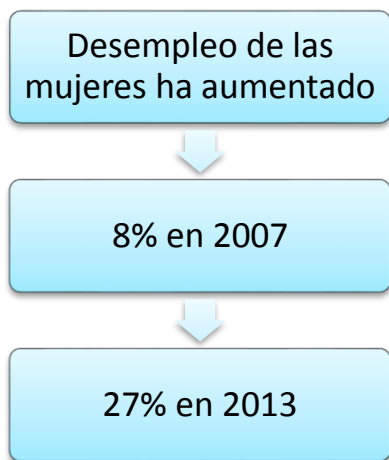 Desempleo de las
mujeres ha aumentado
8% en 2007
27% en 2013